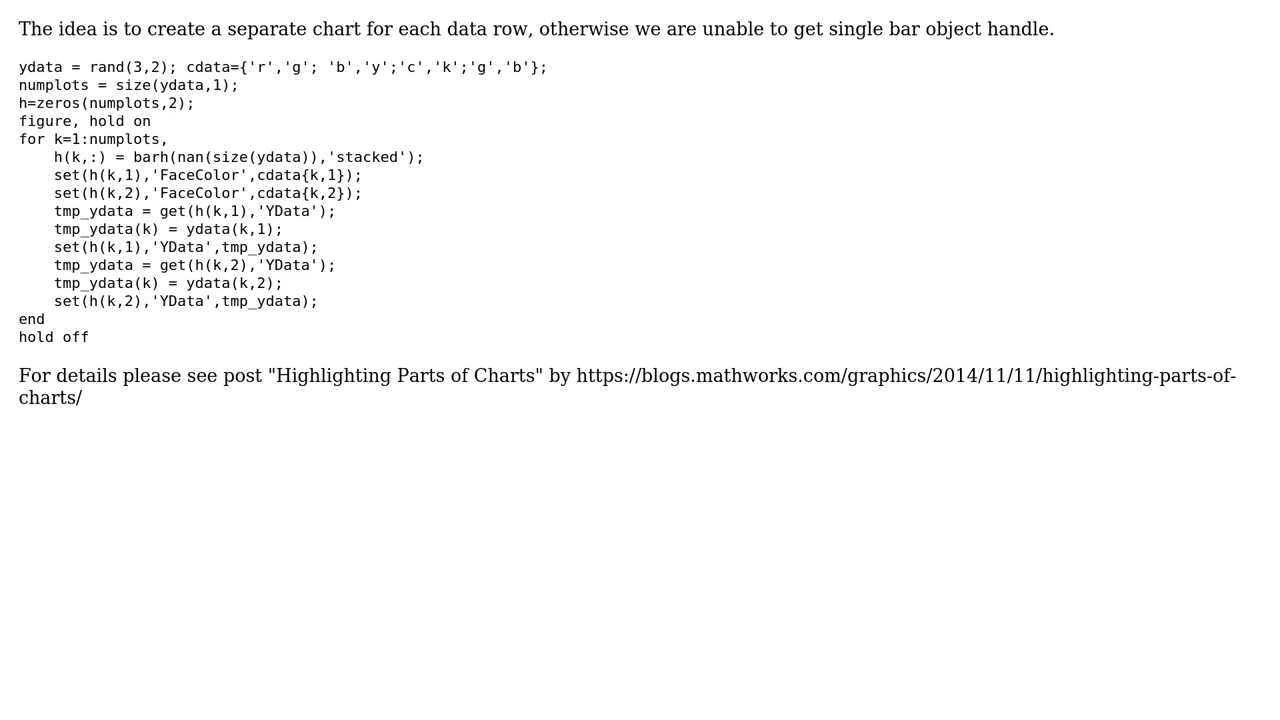 The idea is to create a separate chart for each data row, otherwise we are unable to get single bar object handle.
ydata = rand(3,2); cdata={'r','g'; 'b','y';'c','k';'g','b'};
numplots = size(ydata,1);
h=zeros(numplots,2);
figure, hold on
for k=1:numplots,
    h(k,:) = barh(nan(size(ydata)),'stacked');
    set(h(k,1),'FaceColor',cdata{k,1});
    set(h(k,2),'FaceColor',cdata{k,2});
    tmp_ydata = get(h(k,1),'YData');
    tmp_ydata(k) = ydata(k,1);
    set(h(k,1),'YData',tmp_ydata);
    tmp_ydata = get(h(k,2),'YData');
    tmp_ydata(k) = ydata(k,2);
    set(h(k,2),'YData',tmp_ydata);
end
hold off
For details please see post "Highlighting Parts of Charts" by https://blogs.mathworks.com/graphics/2014/11/11/highlighting-parts-of-
charts/